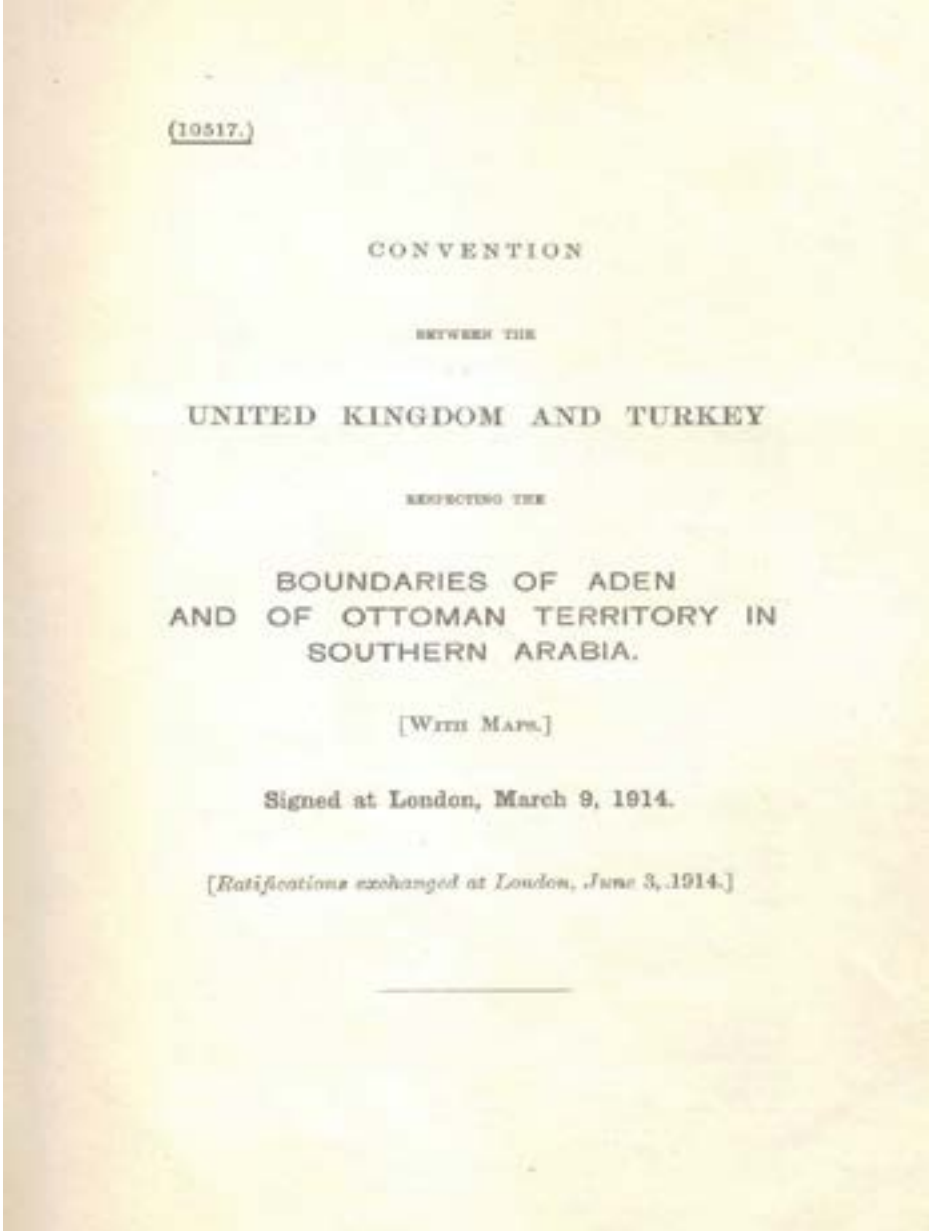 (10517.)
CONVENTION
BETWEEN THE
UNITED KINGDOM AND TURKEY
RESPECTING THE
BOUNDARIES OF ADEN
AND OF OTTOMAN TERRITORY IN
SOUTHERN ARABIA.
[WITH MAPS.]
Signed at London, March 9, 1914.
[Ratifications exchanged at London, June 3, 1914.]